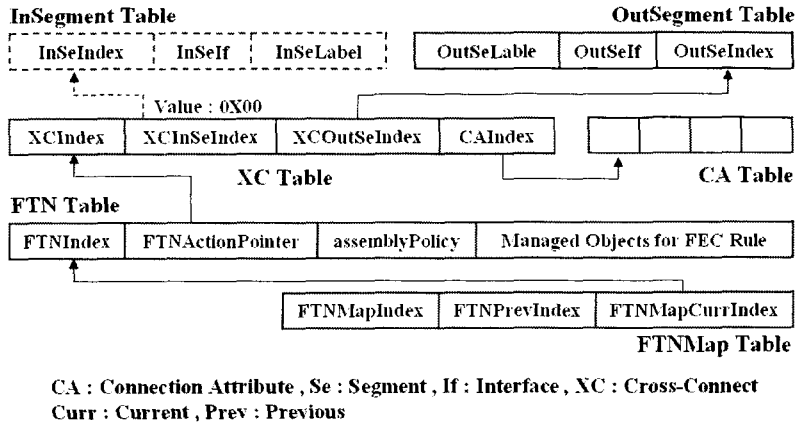 InSegment Table
OutSegment Table
InSeIndex InSeIf InSeLabel
OutSeLable OutSeIf OutSeIndex
Value : 0X00
XCIndex XCInSeIndex XCOutSeIndex CAIndex
XC Table
CA Table
FTN Table
FTNIndex FTNActionPointer assemblyPolicy Managed Objects for FEC Rule
FTNMapIndex FTNPrevIndex FTNMapCurrIndex
FTNMap Table
CA : Connection Attribute , Se : Segment , If : Interface , XC : Cross-Connect
Curr : Current , Prev : Previous